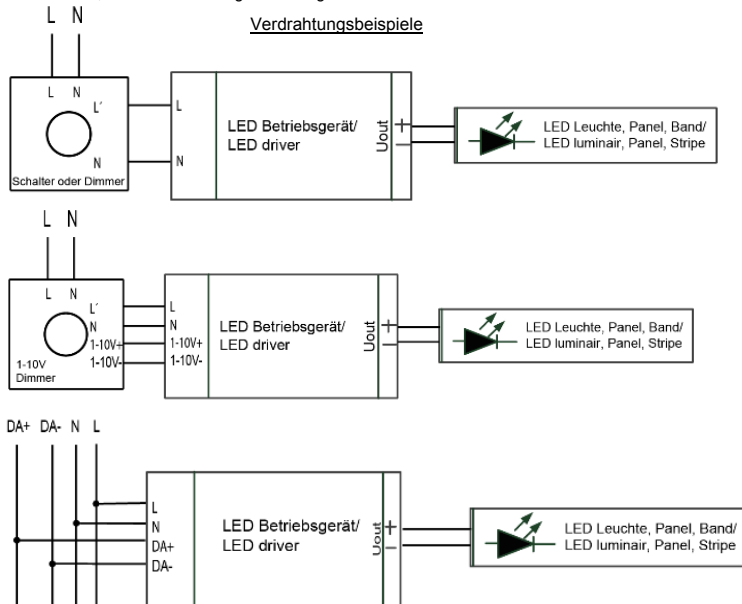 Verdrahtungsbeispiele
L N
L N
L´
N
Schalter oder Dimmer
L
N
LED Betriebsgerät/
LED driver
Uout
+
−
LED Leuchte, Panel, Band/
LED luminair, Panel, Stripe
L N
L N
L´
N
1-10V+
1-10V-
1-10V
Dimmer
L
N
1-10V+
1-10V-
LED Betriebsgerät/
LED driver
Uout
+
−
LED Leuchte, Panel, Band/
LED luminair, Panel, Stripe
DA+ DA- N L
L
N
DA+
DA-
LED Betriebsgerät/
LED driver
Uout
+
−
LED Leuchte, Panel, Band/
LED luminair, Panel, Stripe